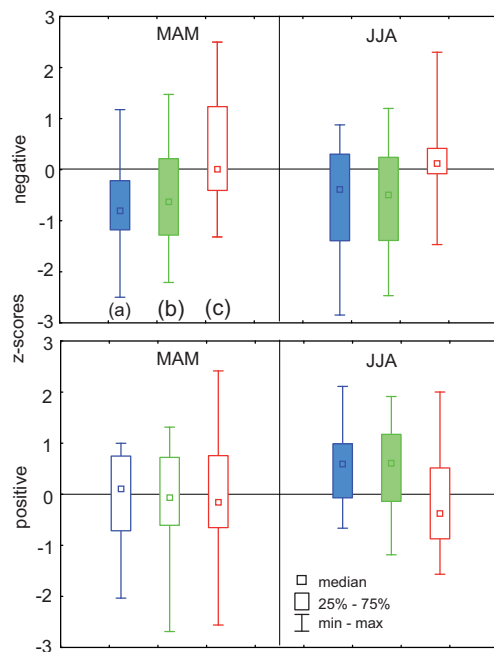 3
MAM
JJA
2
1
0
-1
-2
-3
negative
(a)
(b)
(c)
z-scores
3
MAM
JJA
2
1
0
-1
-2
-3
positive
median
25% - 75%
min - max